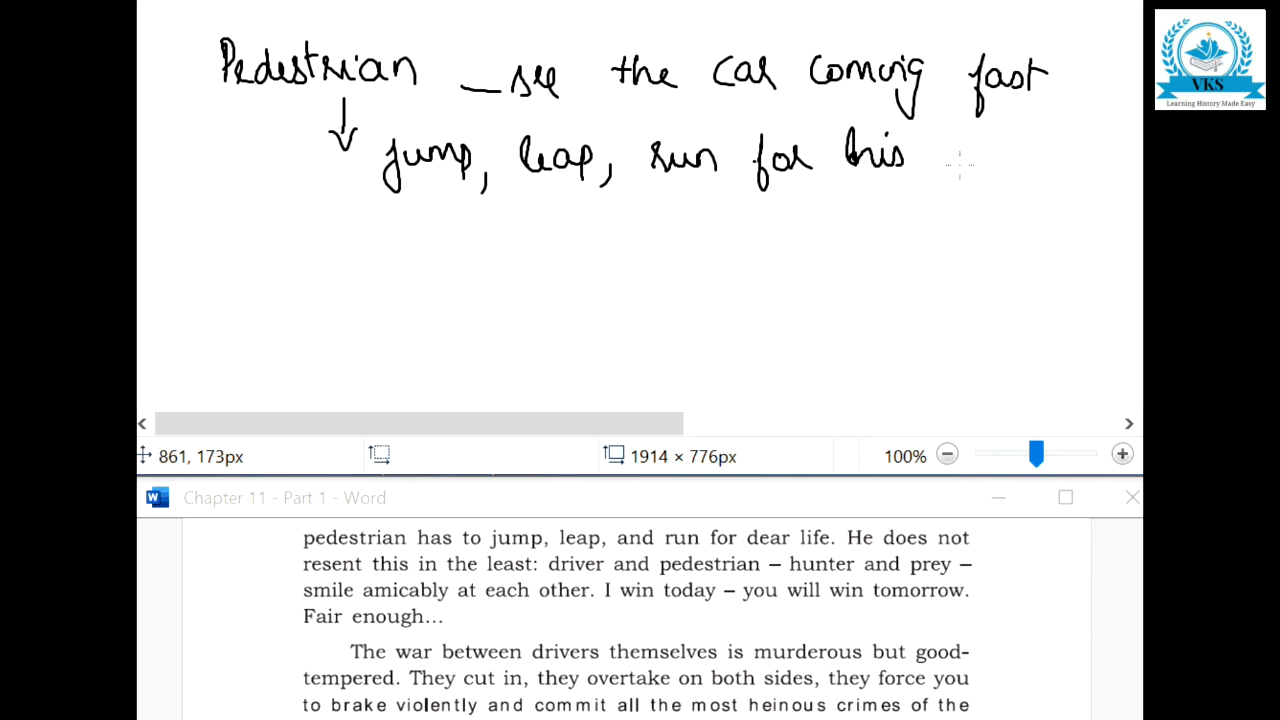 Pedestrian - see the car coming fast
↓ jump, leap, run for his
VKS
Learning History Made Easy
861, 173px
1914 × 776px
100%
Chapter 11 - Part 1 - Word
pedestrian has to jump, leap, and run for dear life. He does not
resent this in the least: driver and pedestrian – hunter and prey –
smile amicably at each other. I win today – you will win tomorrow.
Fair enough...
The war between drivers themselves is murderous but good-
tempered. They cut in, they overtake on both sides, they force you
to brake violently and commit all the most heinous crimes of the